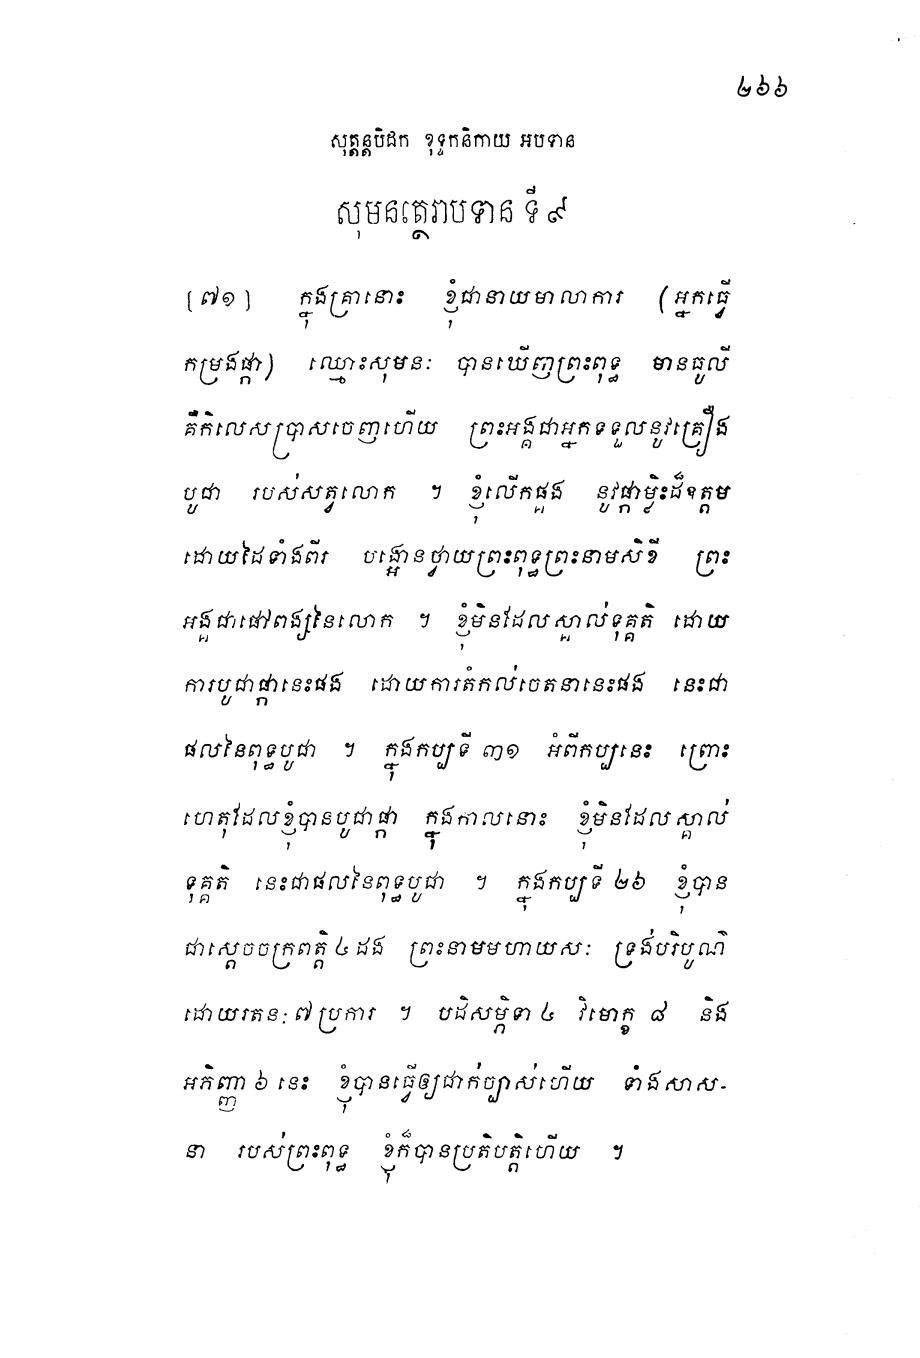 ២៦៦
សុត្តន្តបិដក ខុទ្ទកនិកាយ អបទាន
សុមនត្ថេរាបទាន ទី ៩
[៧១] ក្នុងគ្រានោះ ខ្ញុំជានាយមាលាការ (អ្នកធ្វើ
កម្រងផ្កា) ឈ្មោះសុមនៈ បានឃើញព្រះពុទ្ធ មានធូលី
គឺកិលេសប្រាសចេញហើយ ព្រះអង្គជាអ្នកទទួលនូវគ្រឿង
បូជា របស់សត្វលោក ។ ខ្ញុំលើកផ្គង នូវផ្កាម្លិះដ៏ឧត្តម
ដោយដៃទាំងពីរ បង្អោនថ្វាយព្រះពុទ្ធព្រះនាមសិខី ព្រះ
អង្គជាផៅពង្សនៃលោក ។ ខ្ញុំមិនដែលស្គាល់ទុគ្គតិ ដោយ
ការបូជាផ្កានេះផង ដោយការតំកល់ចេតនានេះផង នេះជា
ផលនៃពុទ្ធបូជា ។ ក្នុងកប្បទី ៣១ អំពីកប្បនេះ ព្រោះ
ហេតុដែលខ្ញុំបានបូជាផ្កា ក្នុងកាលនោះ ខ្ញុំមិនដែលស្គាល់
ទុគ្គតិ នេះជាផលនៃពុទ្ធបូជា ។ ក្នុងកប្បទី ២៦ ខ្ញុំបាន
ជាស្តេចចក្រពត្តិ ៤ ដង ព្រះនាមមហាយសៈ ទ្រង់បរិបូណ៌
ដោយរតនៈ ៧ ប្រការ ។ បដិសម្ភិទា ៤ វិមោក្ខ ៨ និង
អភិញ្ញា ៦ នេះ ខ្ញុំបានធ្វើឲ្យជាក់ច្បាស់ហើយ ទាំងសាស-
នា របស់ព្រះពុទ្ធ ខ្ញុំក៏បានប្រតិបត្តិហើយ ។